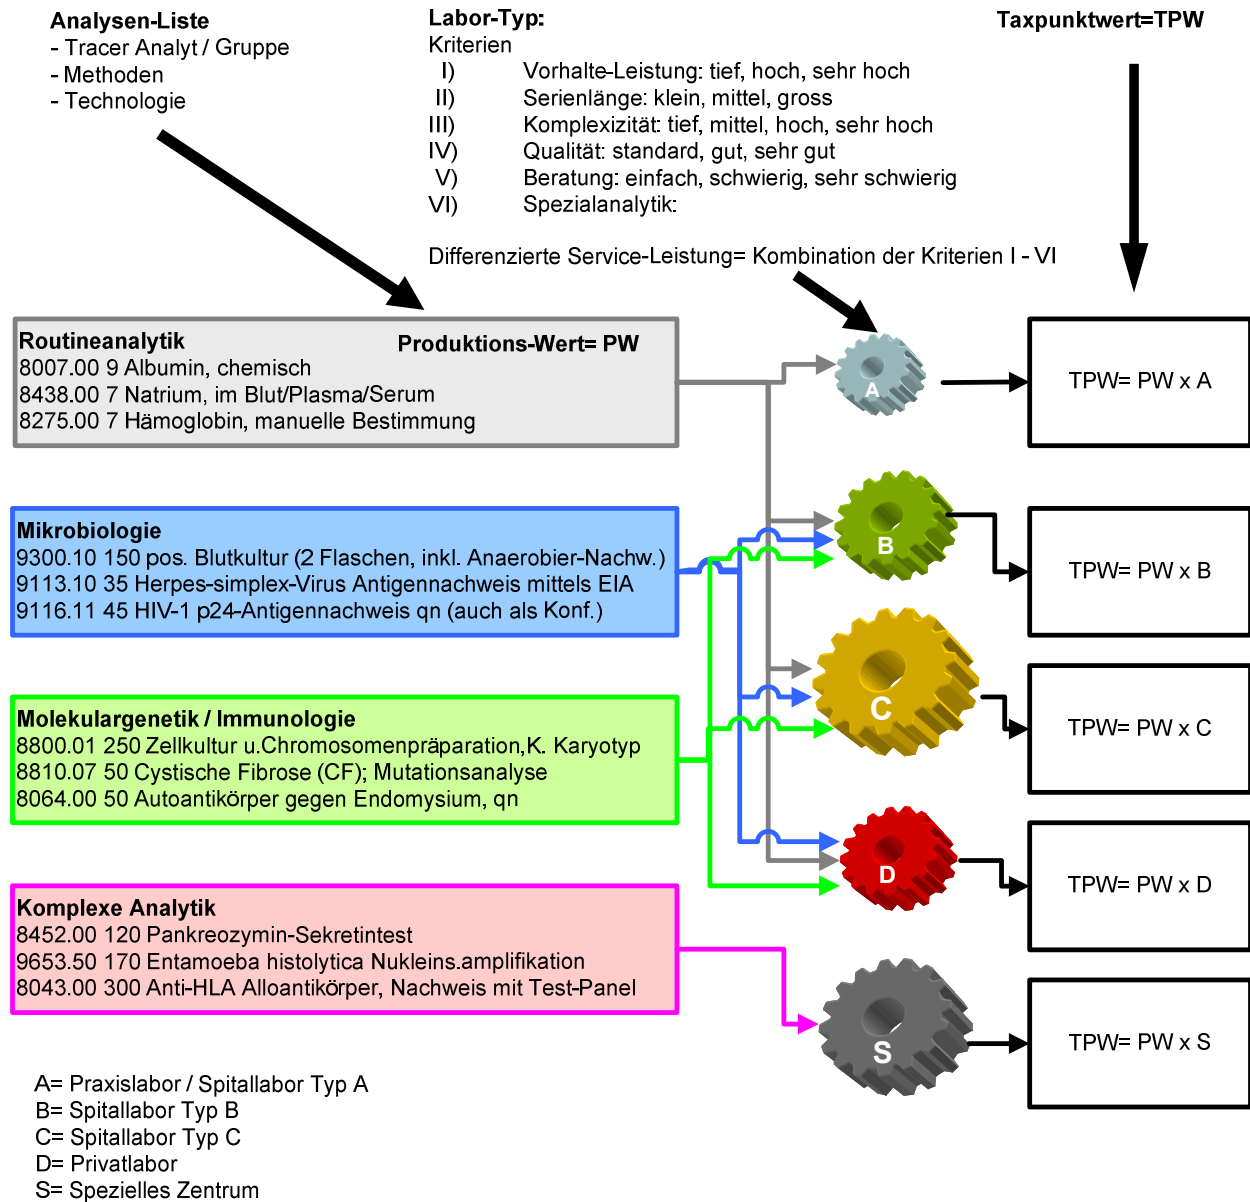 Analysen-Liste
- Tracer Analyt / Gruppe
- Methoden
- Technologie
Labor-Typ:
Kriterien
I) Vorhalte-Leistung: tief, hoch, sehr hoch
II) Serienlänge: klein, mittel, gross
III) Komplexizität: tief, mittel, hoch, sehr hoch
IV) Qualität: standard, gut, sehr gut
V) Beratung: einfach, schwierig, sehr schwierig
VI) Spezialanalytik:
Differenzierte Service-Leistung= Kombination der Kriterien I - VI
Taxpunktwert=TPW
Routineanalytik
Produktions-Wert= PW
8007.00 9 Albumin, chemisch
8438.00 7 Natrium, im Blut/Plasma/Serum
8275.00 7 Hämoglobin, manuelle Bestimmung
A
TPW= PW x A
Mikrobiologie
9300.10 150 pos. Blutkultur (2 Flaschen, inkl. Anaerobier-Nachw.)
9113.10 35 Herpes-simplex-Virus Antigennachweis mittels EIA
9116.11 45 HIV-1 p24-Antigennachweis qn (auch als Konf.)
B
TPW= PW x B
Molekulargenetik / Immunologie
8800.01 250 Zellkultur u.Chromosomenpräparation,K. Karyotyp
8810.07 50 Cystische Fibrose (CF); Mutationsanalyse
8064.00 50 Autoantikörper gegen Endomysium, qn
C
TPW= PW x C
D
TPW= PW x D
Komplexe Analytik
8452.00 120 Pankreozymin-Sekretintest
9653.50 170 Entamoeba histolytica Nukleins.amplifikation
8043.00 300 Anti-HLA Alloantikörper, Nachweis mit Test-Panel
S
TPW= PW x S
A= Praxislabor / Spitallabor Typ A
B= Spitallabor Typ B
C= Spitallabor Typ C
D= Privatlabor
S= Spezielles Zentrum